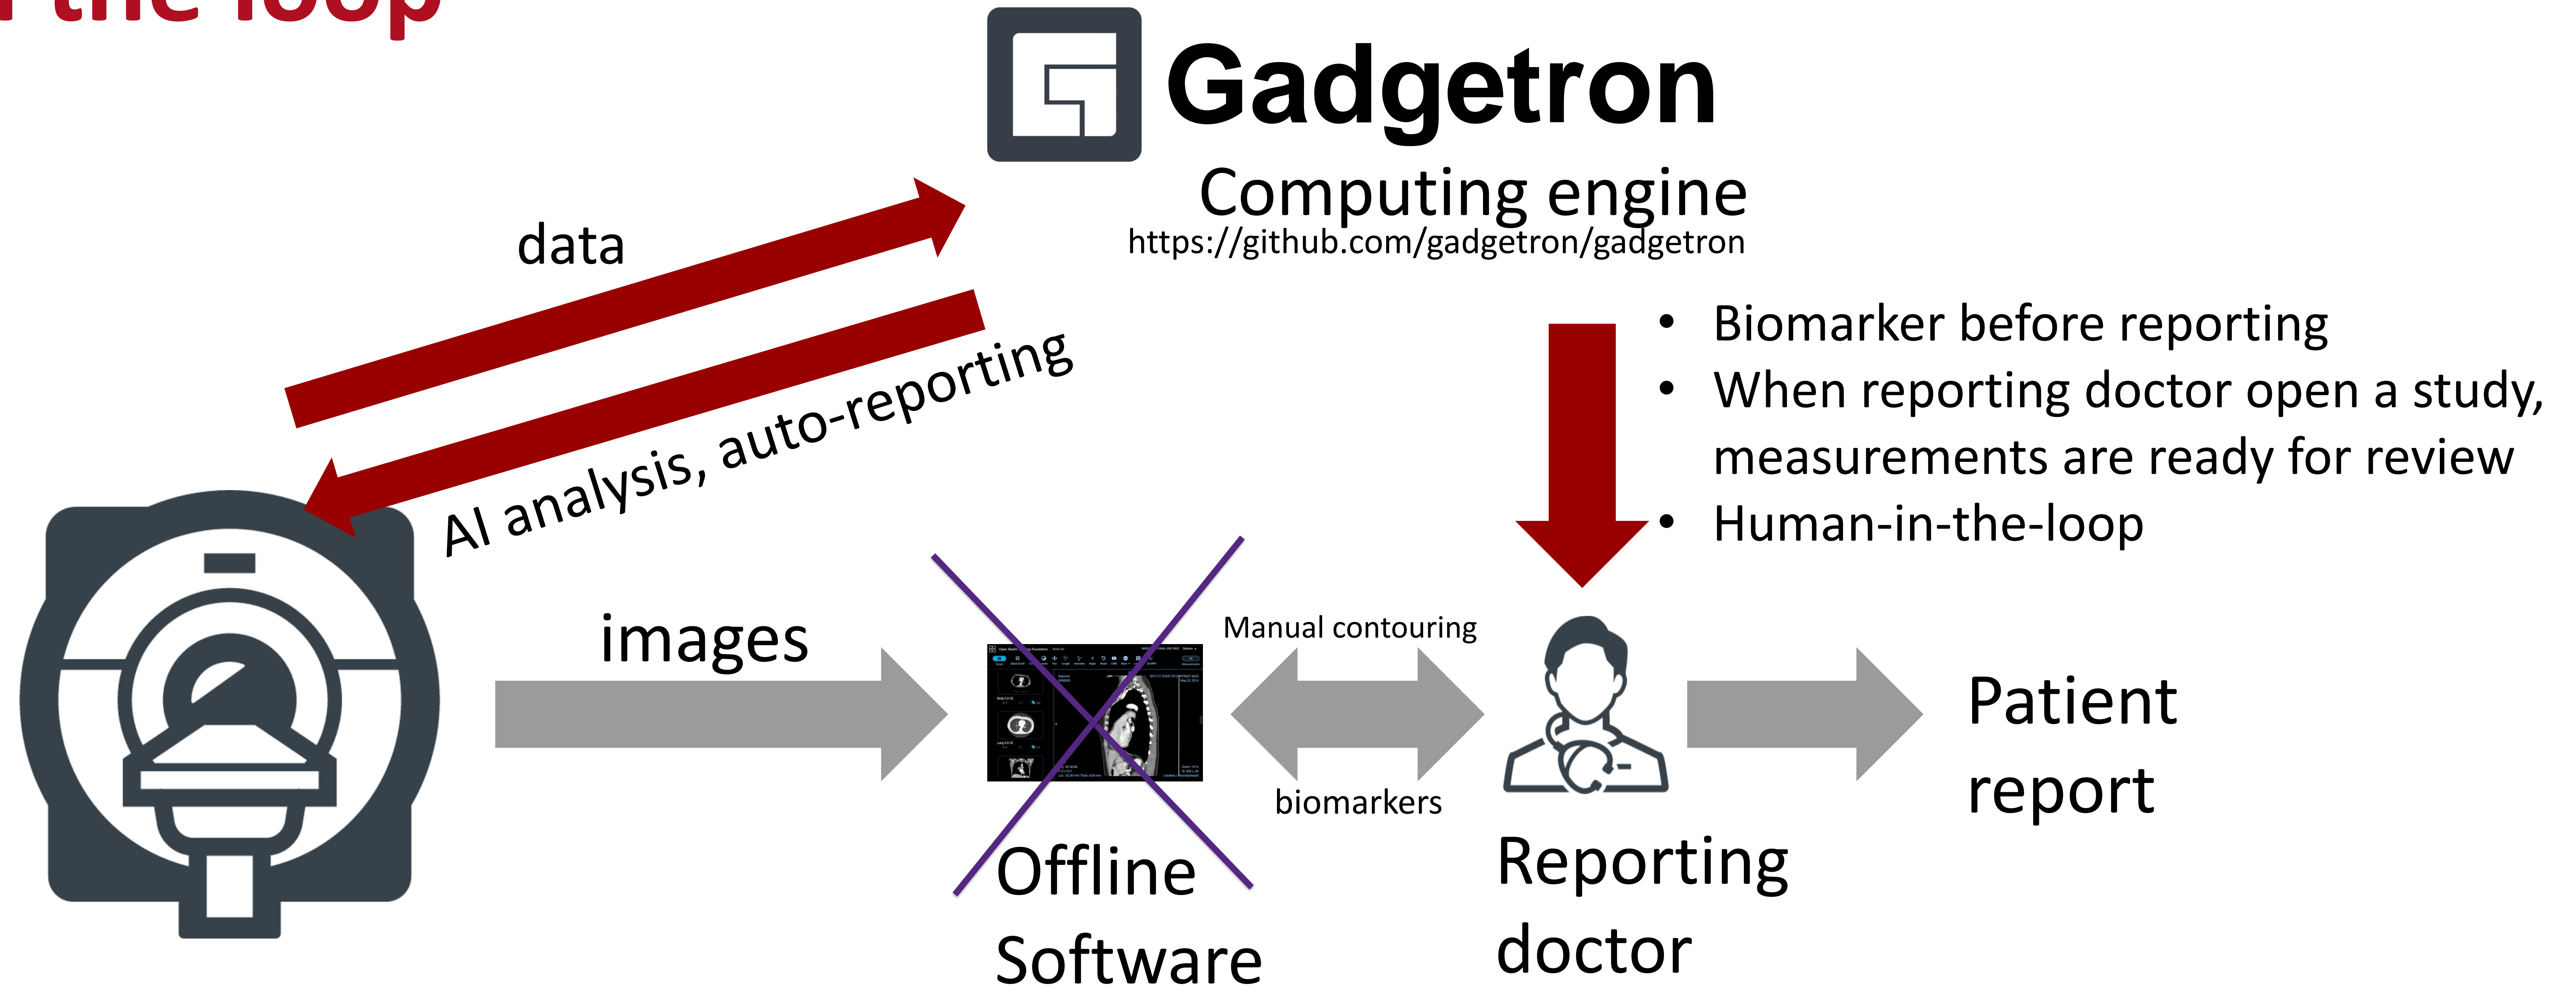 the loop
Gadgetron
Computing engine
https://github.com/gadgetron/gadgetron
data
AI analysis, auto-reporting
• Biomarker before reporting
• When reporting doctor open a study,
measurements are ready for review
• Human-in-the-loop
images
Manual contouring
biomarkers
Offline
Software
Reporting
doctor
Patient
report